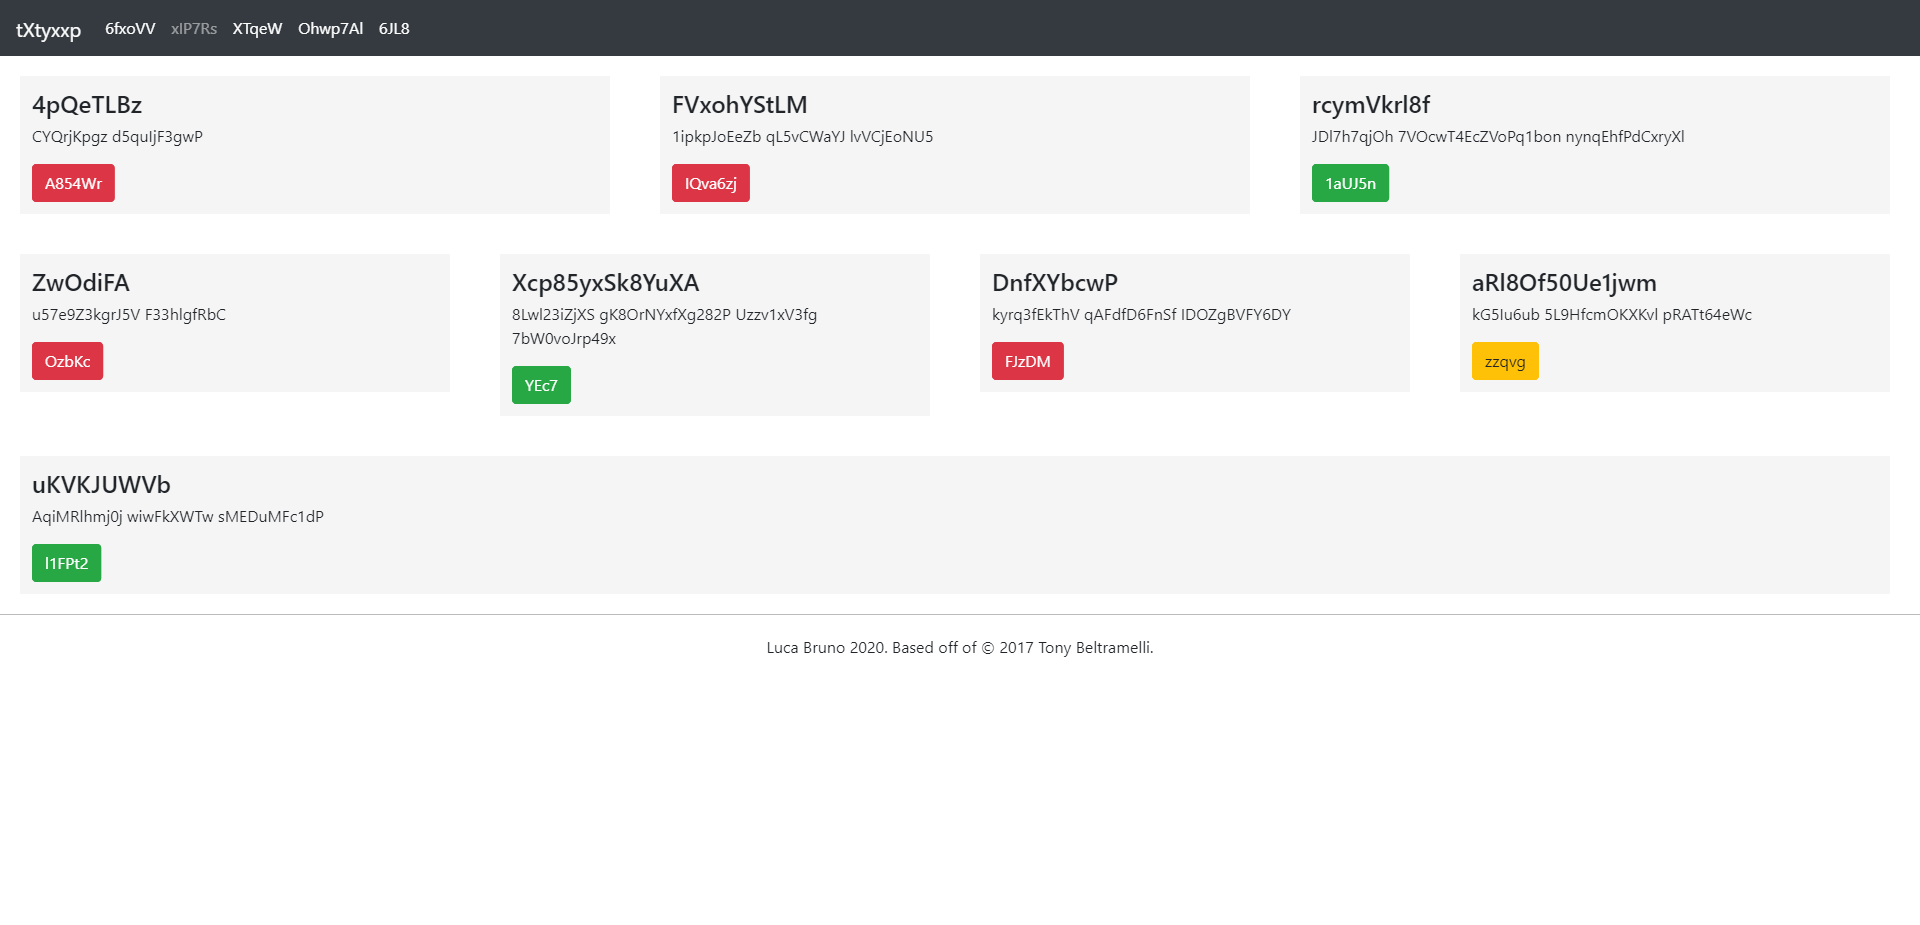 tXtyxxp 6fxoVV xIP7Rs XTqeW Ohwp7Al 6JL8
4pQeTLBz
CYQrjKpgz d5quIjF3gwP
A854Wr
FVxohYStLM
1ipkpJoEeZb qL5vCWaYJ lvVCjEoNU5
IQva6zj
rcymVkrl8f
JDl7h7qjOh 7VOcwT4EcZVoPq1bon nynqEhfPdCxryXl
1aUJ5n
ZwOdiFA
u57e9Z3kgrJ5V F33hlgfRbC
OzbKc
Xcp85yxSk8YuXA
8Lwl23iZjXS gK8OrNYxfXg282P Uzzv1xV3fg
7bW0voJrp49x
YEc7
DnfXYbcwP
kyrq3fEkThV qAFdfD6FnSf IDOZgBVFY6DY
FJzDM
aRl8Of50Ue1jwm
kG5Iu6ub 5L9HfcmOKXKvl pRATt64eWc
zzqvg
uKVKJUWVb
AqiMRlhmj0j wiwFkXWTw sMEDuMFc1dP
l1FPt2
Luca Bruno 2020. Based off of © 2017 Tony Beltramelli.